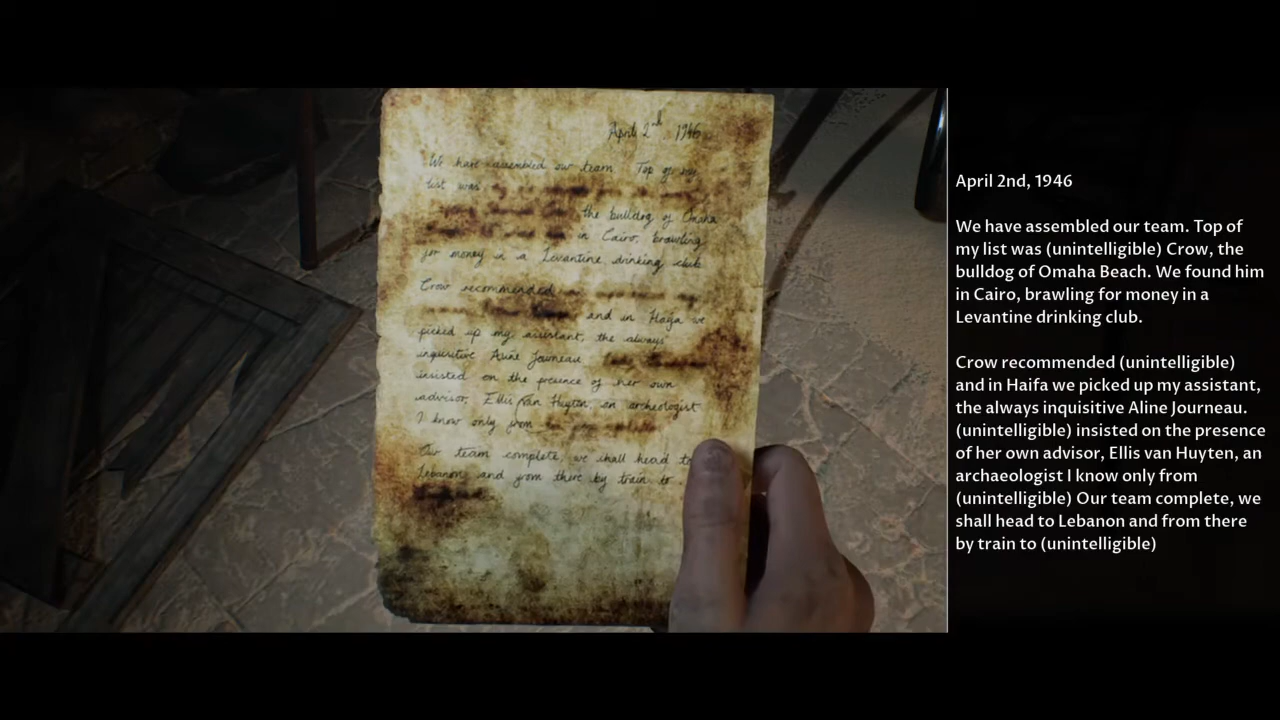 April 2nd 1946
We have assembled our team. Top of my
list was
the bulldog of Omaha
in Cairo, brawling
for money in a Levantine drinking club
Crow recommended
and in Haifa we
picked up my assistant, the always
inquisitive Aline Journeau
insisted on the presence of her own
advisor, Ellis van Huyten, an archeologist
I know only from
Our team complete, we shall head to
Lebanon and from there by train to
April 2nd, 1946
We have assembled our team. Top of
my list was (unintelligible) Crow, the
bulldog of Omaha Beach. We found him
in Cairo, brawling for money in a
Levantine drinking club.
Crow recommended (unintelligible)
and in Haifa we picked up my assistant,
the always inquisitive Aline Journeau.
(unintelligible) insisted on the presence
of her own advisor, Ellis van Huyten, an
archaeologist I know only from
(unintelligible) Our team complete, we
shall head to Lebanon and from there
by train to (unintelligible)